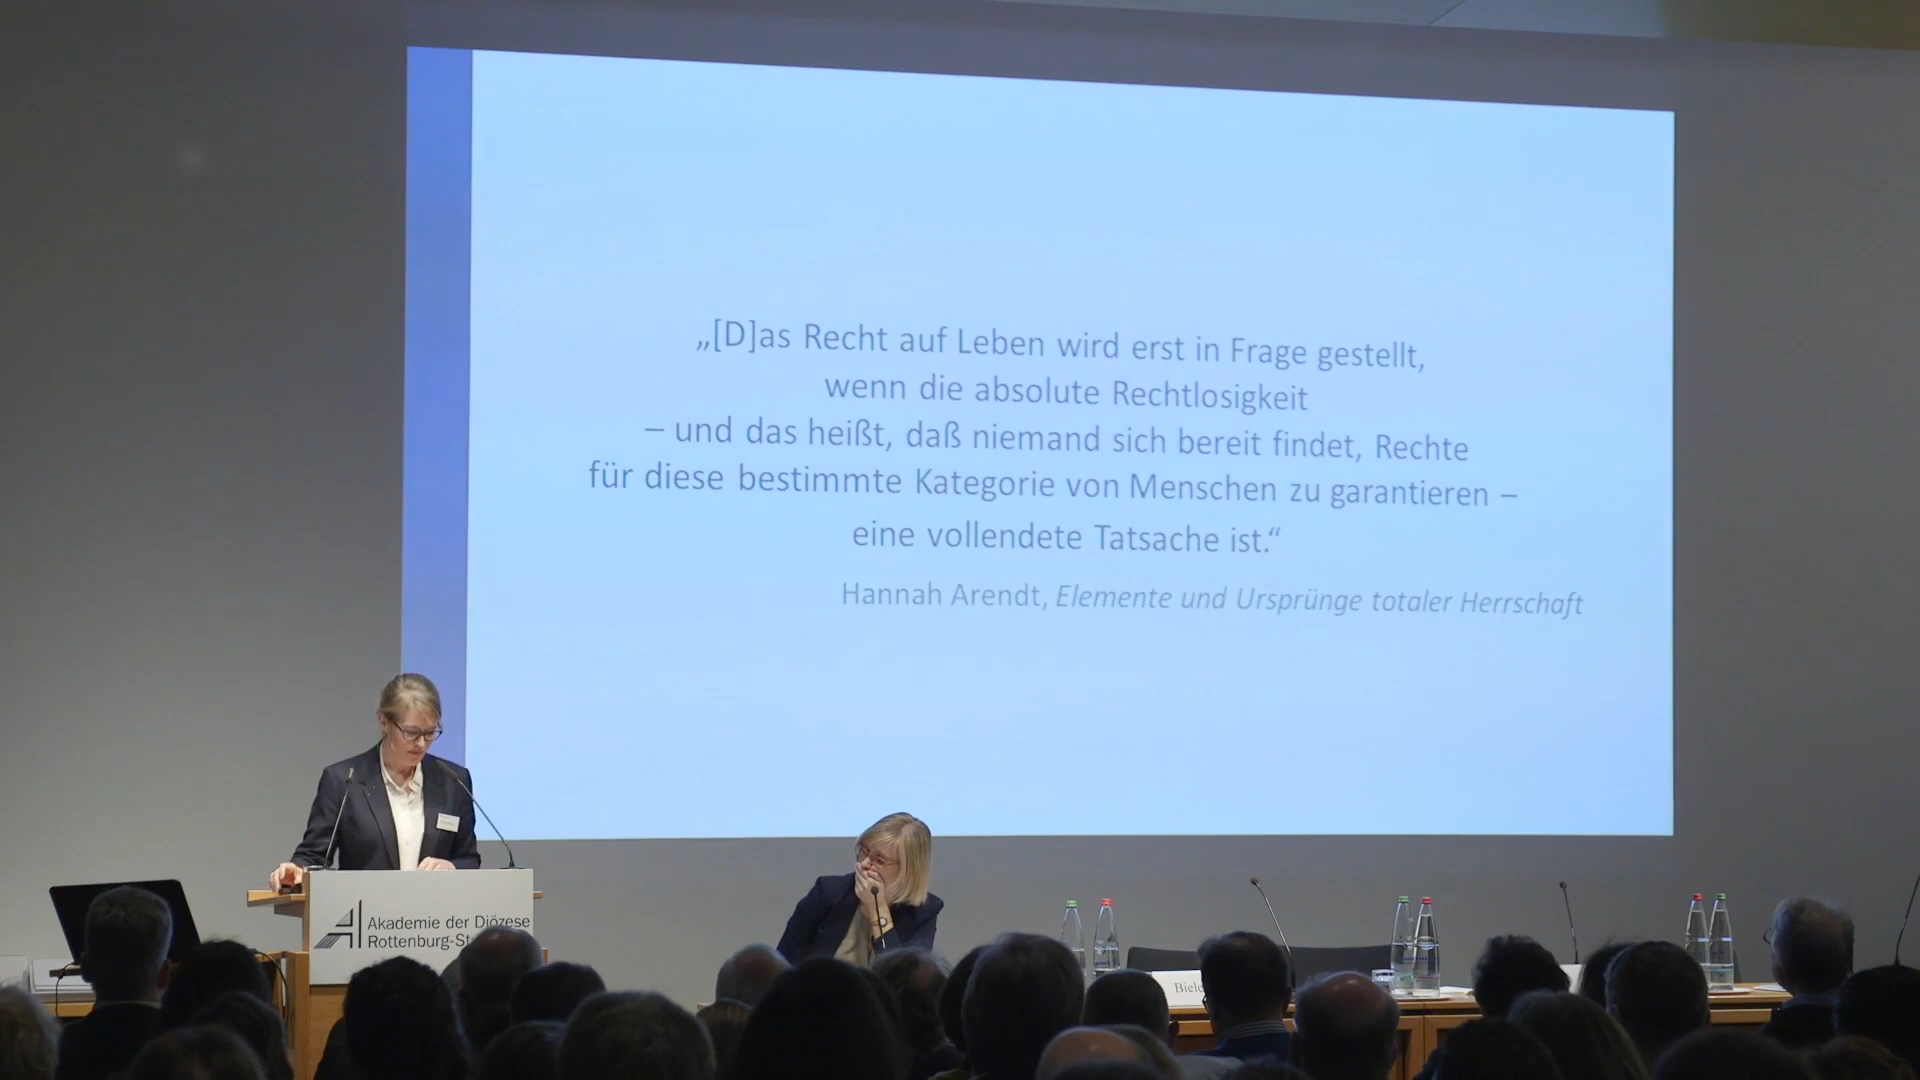 „[D]as Recht auf Leben wird erst in Frage gestellt,
wenn die absolute Rechtlosigkeit
– und das heißt, daß niemand sich bereit findet, Rechte
für diese bestimmte Kategorie von Menschen zu garantieren –
eine vollendete Tatsache ist.“
Hannah Arendt, Elemente und Ursprünge totaler Herrschaft
Akademie der Diözese